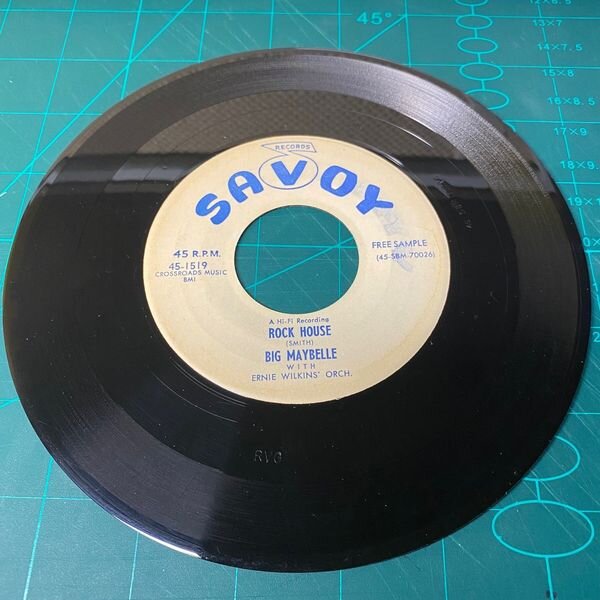 RECORDS
SAVOY
45 R.P.M.
45-1519
CROSSROADS MUSIC
BMI
FREE SAMPLE
(45-SBM-70026)
A Hi-Fi Recording
ROCK HOUSE
(SMITH)
BIG MAYBELLE
WITH
ERNIE WILKINS' ORCH.
RVG
45°
13×7
14×7.5
15×8
16×8.5
17×9
18×9.
19×1